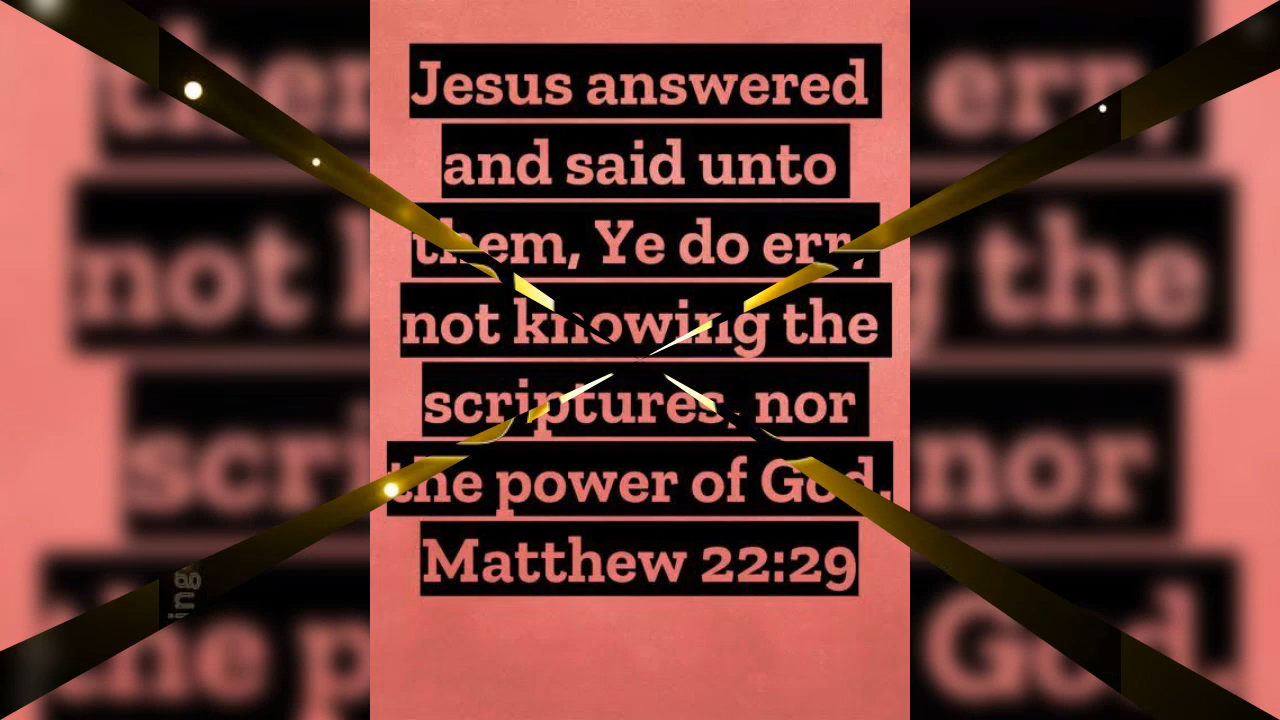 Jesus answered
and said unto
them, Ye do err,
not knowing the
scriptures, nor
the power of God.
Matthew 22:29
ing